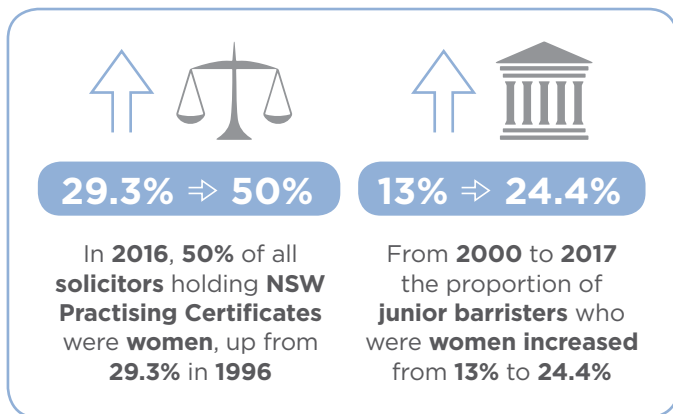 29.3% ⇨ 50%
In 2016, 50% of all
solicitors holding NSW
Practising Certificates
were women, up from
29.3% in 1996
13% ⇨ 24.4%
From 2000 to 2017
the proportion of
junior barristers who
were women increased
from 13% to 24.4%